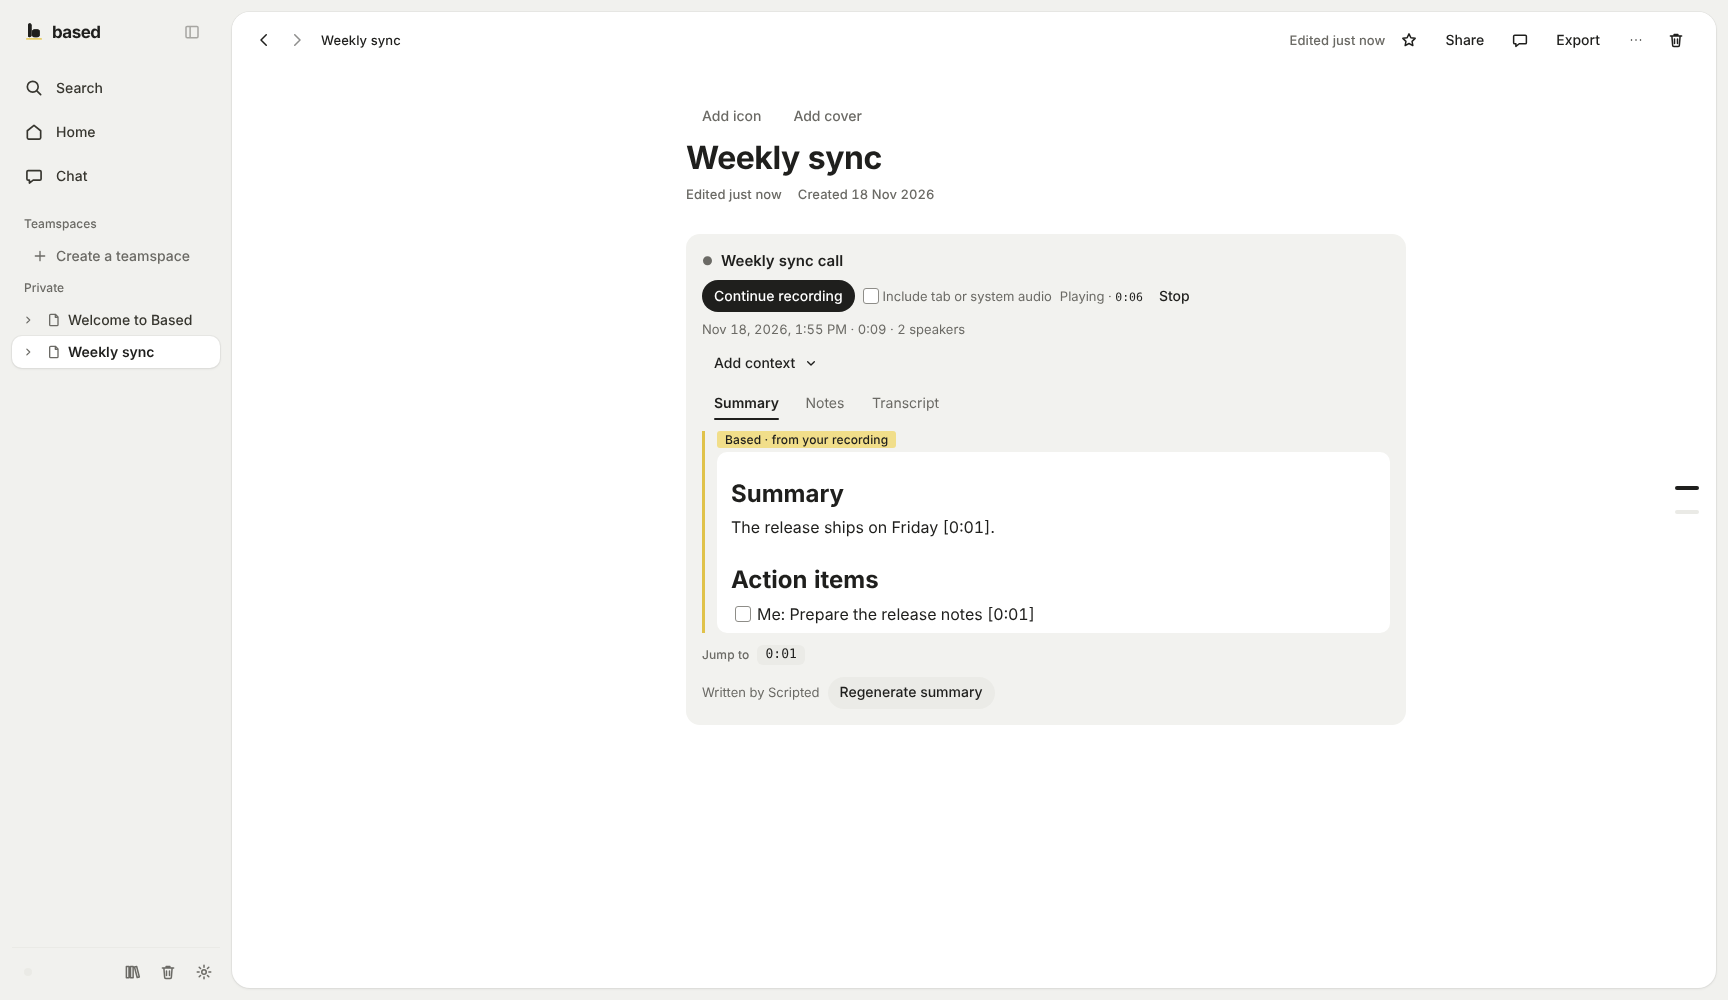 based
Search
Home
Chat
Teamspaces
Create a teamspace
Private
Welcome to Based
Weekly sync
Weekly sync
Edited just now
Share
Export
Add icon Add cover
Weekly sync
Edited just now Created 18 Nov 2026
Weekly sync call
Continue recording Include tab or system audio Playing · 0:06 Stop
Nov 18, 2026, 1:55 PM · 0:09 · 2 speakers
Add context
Summary Notes Transcript
Based · from your recording
Summary
The release ships on Friday [0:01].
Action items
Me: Prepare the release notes [0:01]
Jump to 0:01
Written by Scripted Regenerate summary